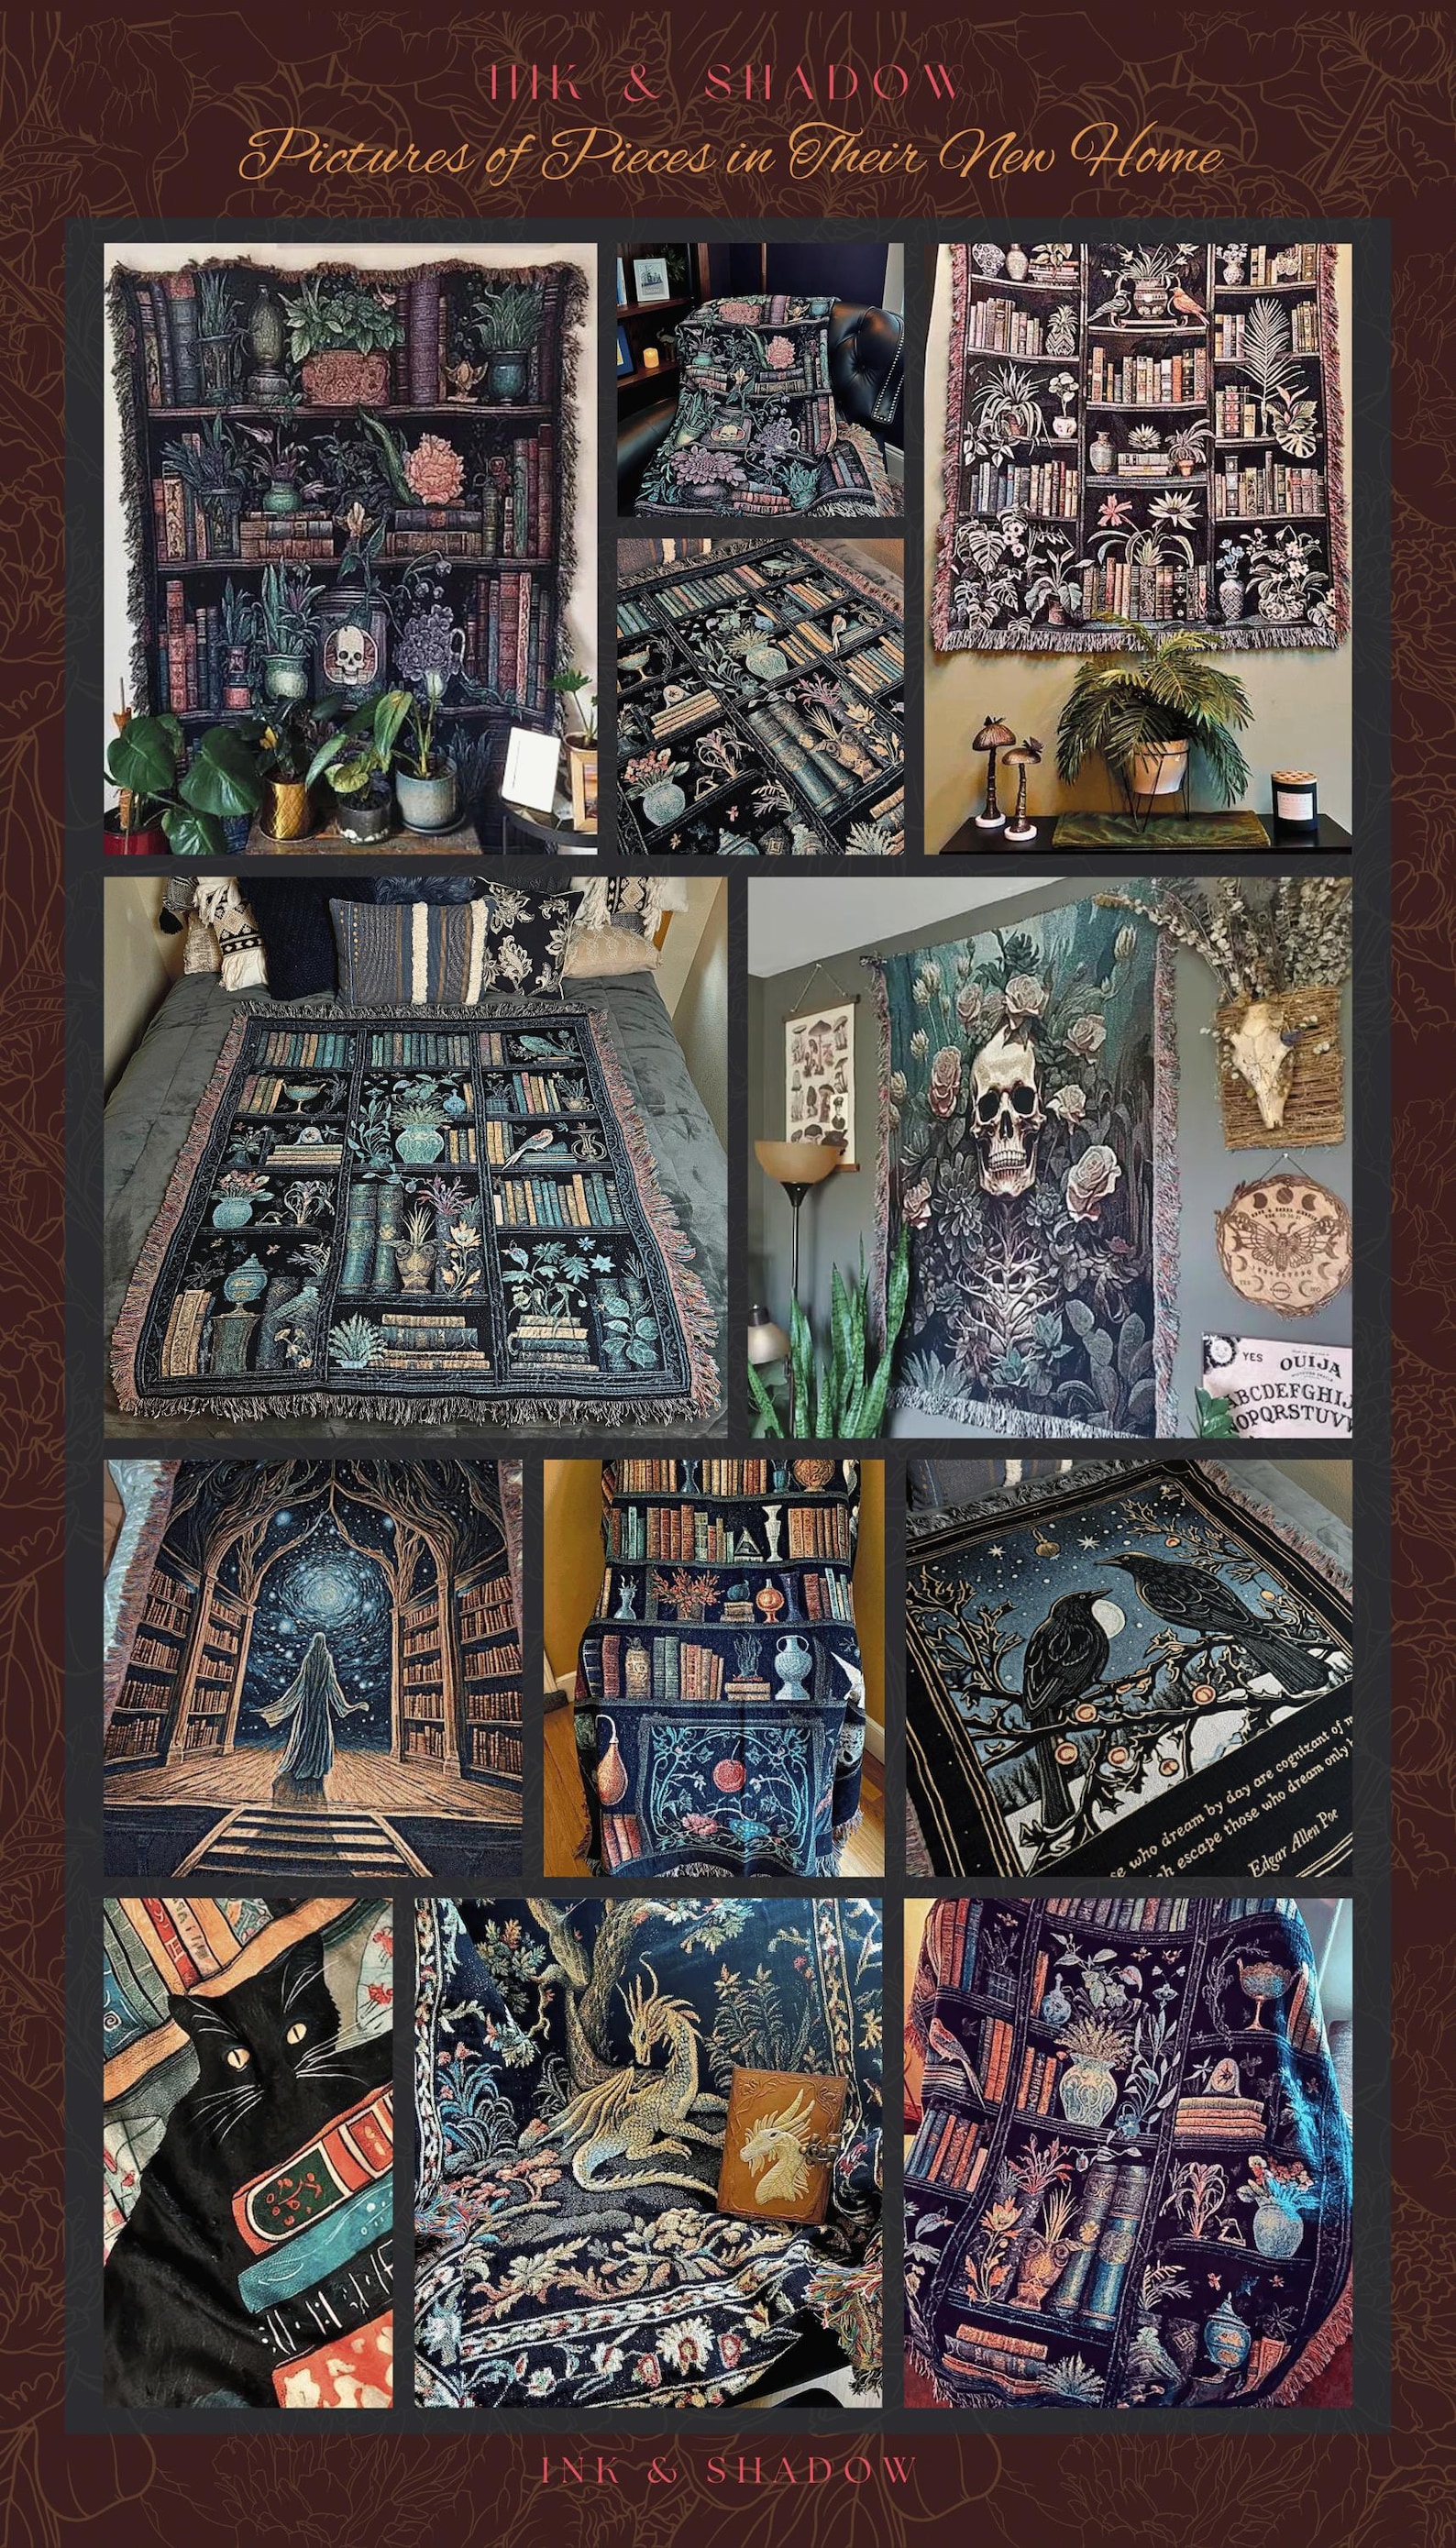 INK & SHADOW
Pictures of Pieces in Their New Home
YES
OUIJA
ABCDEFGHIJ
OPQRSTUV
who dream by day are cognizant of
escape those who dream only
Edgar Allen Poe
INK & SHADOW